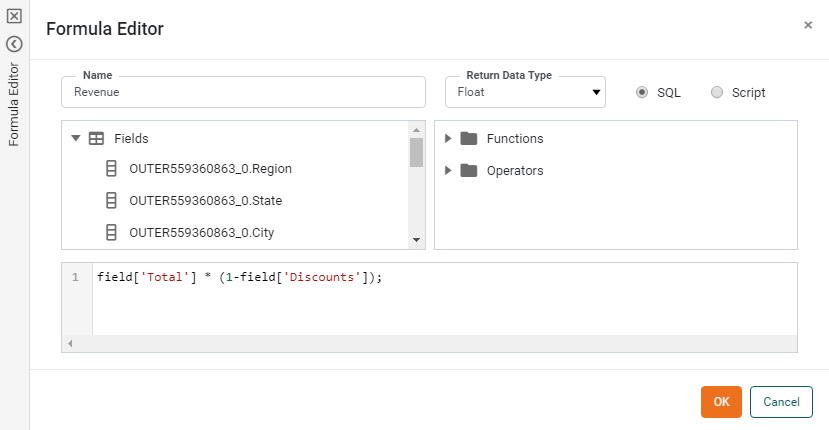 Formula Editor
Formula Editor
×
Name
Revenue
Return Data Type
Float
SQL
Script
Fields
OUTER559360863_0.Region
OUTER559360863_0.State
OUTER559360863_0.City
Functions
Operators
1
field['Total'] * (1-field['Discounts']);
OK
Cancel